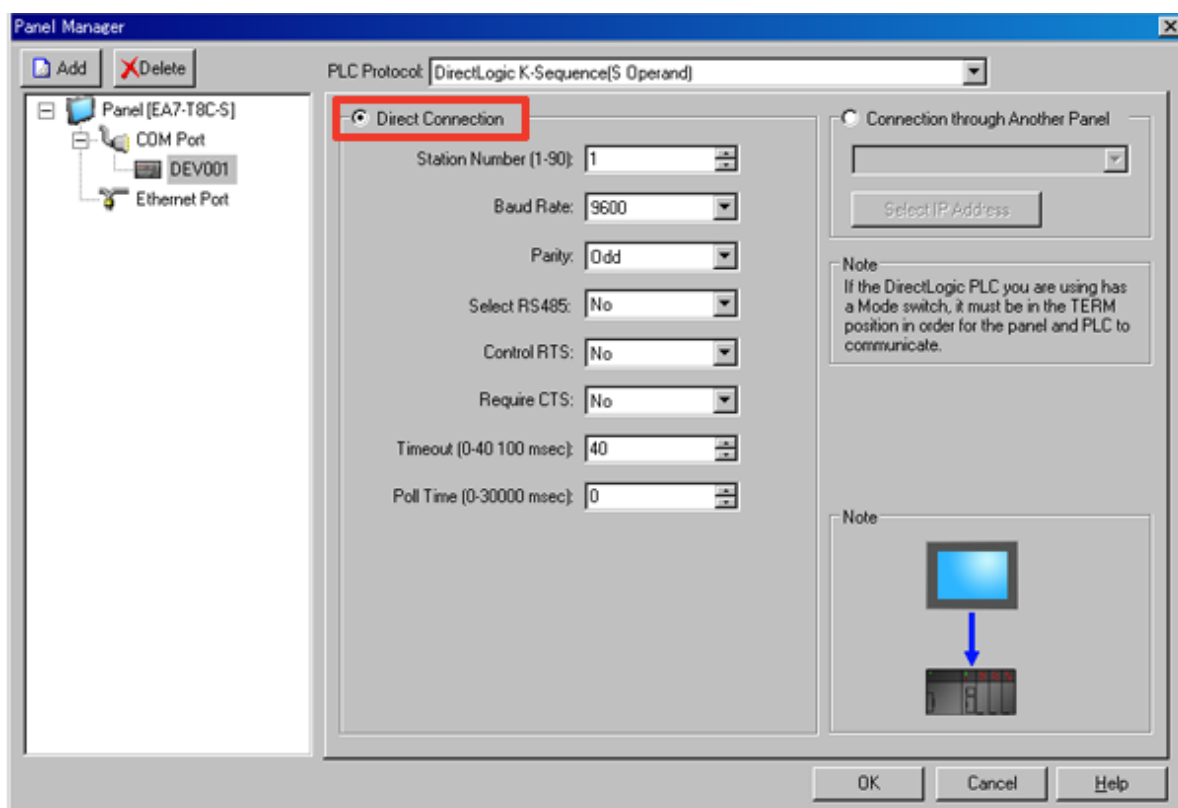 Panel Manager
Add
Delete
PLC Protocol: DirectLogic K-Sequence(S Operand)
Panel [EA7-T8C-S]
COM Port
DEV001
Ethernet Port
Direct Connection
Station Number (1-90): 1
Baud Rate: 9600
Parity: Odd
Select RS485: No
Control RTS: No
Require CTS: No
Timeout (0-40 100 msec): 40
Poll Time (0-30000 msec): 0
Connection through Another Panel
Select IP Address
Note
If the DirectLogic PLC you are using has
a Mode switch, it must be in the TERM
position in order for the panel and PLC to
communicate.
Note
OK
Cancel
Help